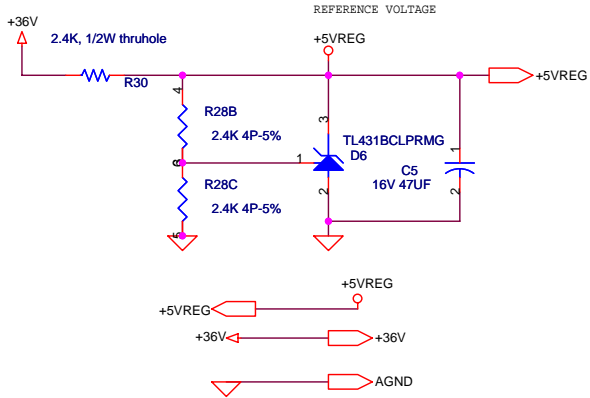 REFERENCE VOLTAGE
+36V
+5VREG
2.4K, 1/2W thruhole
R30
+5VREG
4
R28B
2.4K 4P-5%
3
TL431BCLPRMG
D6
1
1
C5
16V 47UF
R28C
2.4K 4P-5%
2
2
5
+5VREG
+5VREG
+36V
+36V
AGND